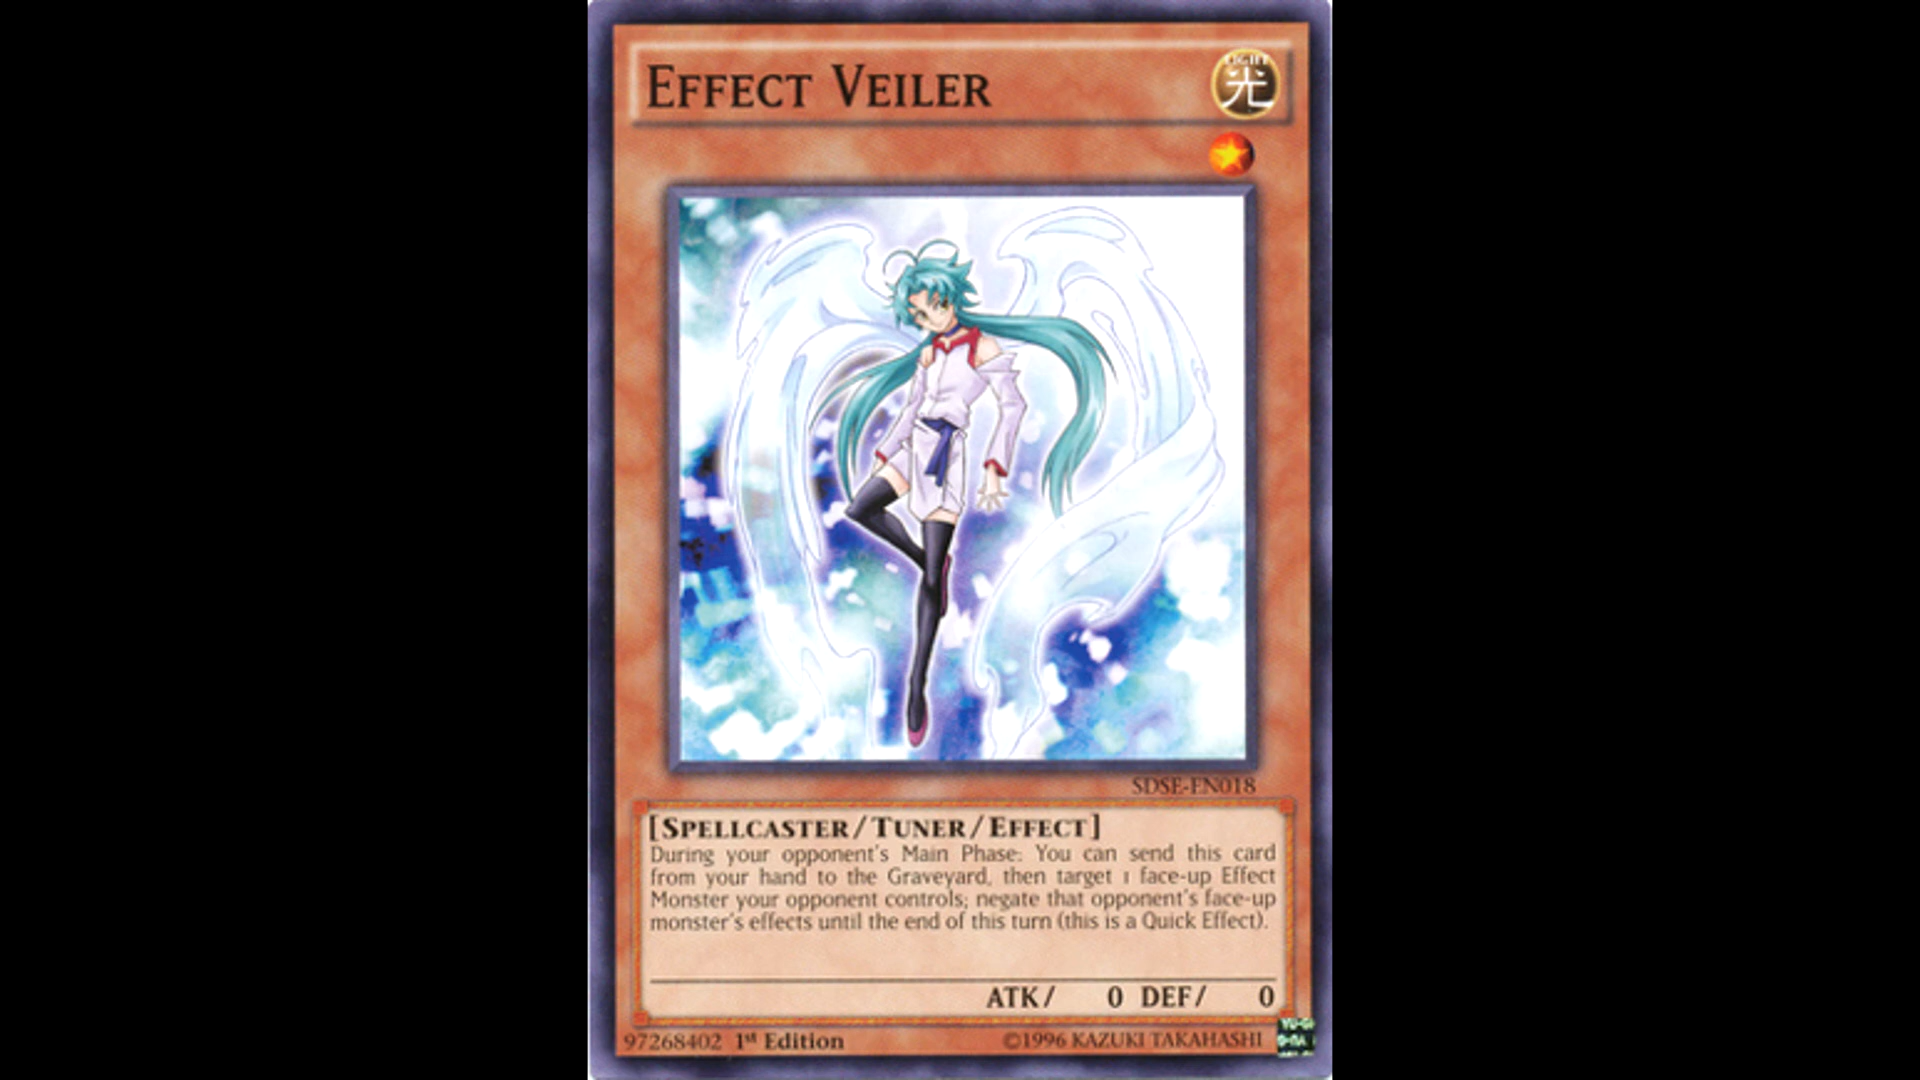 EFFECT VEILER
LIGHT
光
SDSE-EN018
[SPELLCASTER/TUNER/EFFECT]
During your opponent's Main Phase: You can send this card
from your hand to the Graveyard, then target 1 face-up Effect
Monster your opponent controls; negate that opponent's face-up
monster's effects until the end of this turn (this is a Quick Effect).
ATK/ 0 DEF/ 0
97268402 1st Edition ©1996 KAZUKI TAKAHASHI